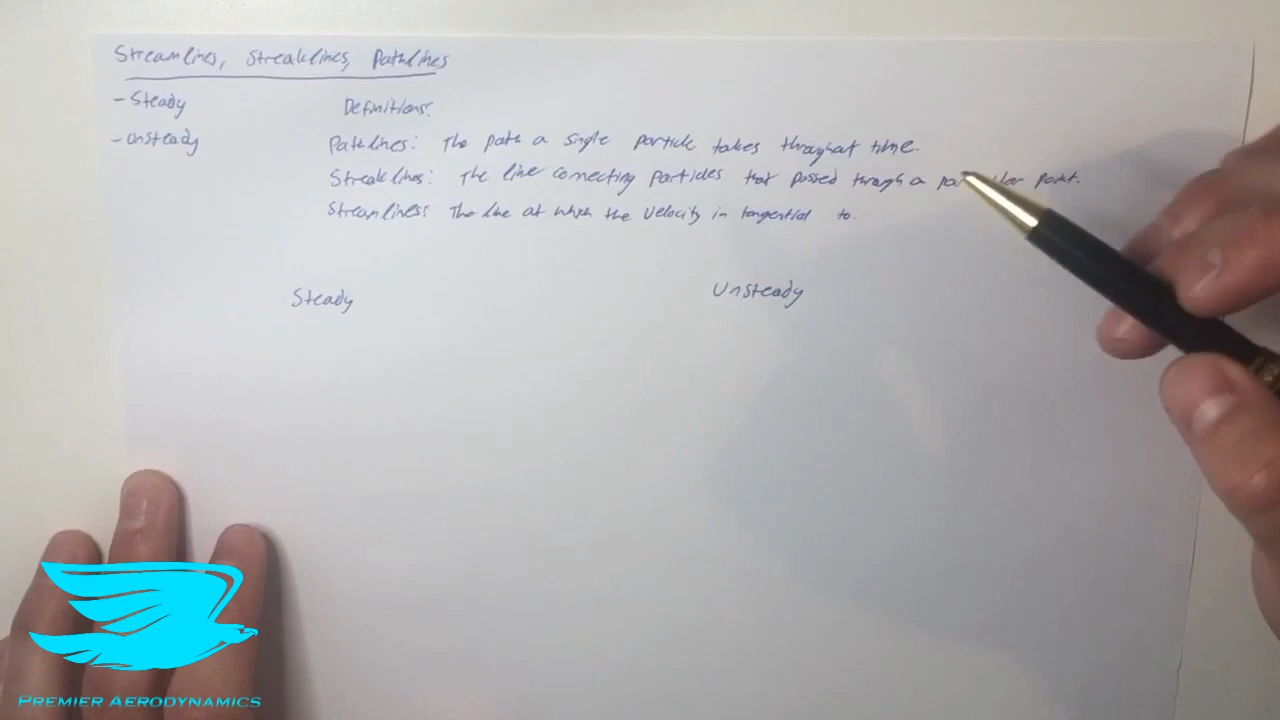 Streamlines, Streaklines, Pathlines
- Steady
- Unsteady
Definitions:
Pathlines: The path a single particle takes throughout time.
Streaklines: The line connecting particles that passed through a particular point.
Streamlines: The line at which the velocity in tangential to.
Steady
Unsteady
PREMIER AERODYNAMICS